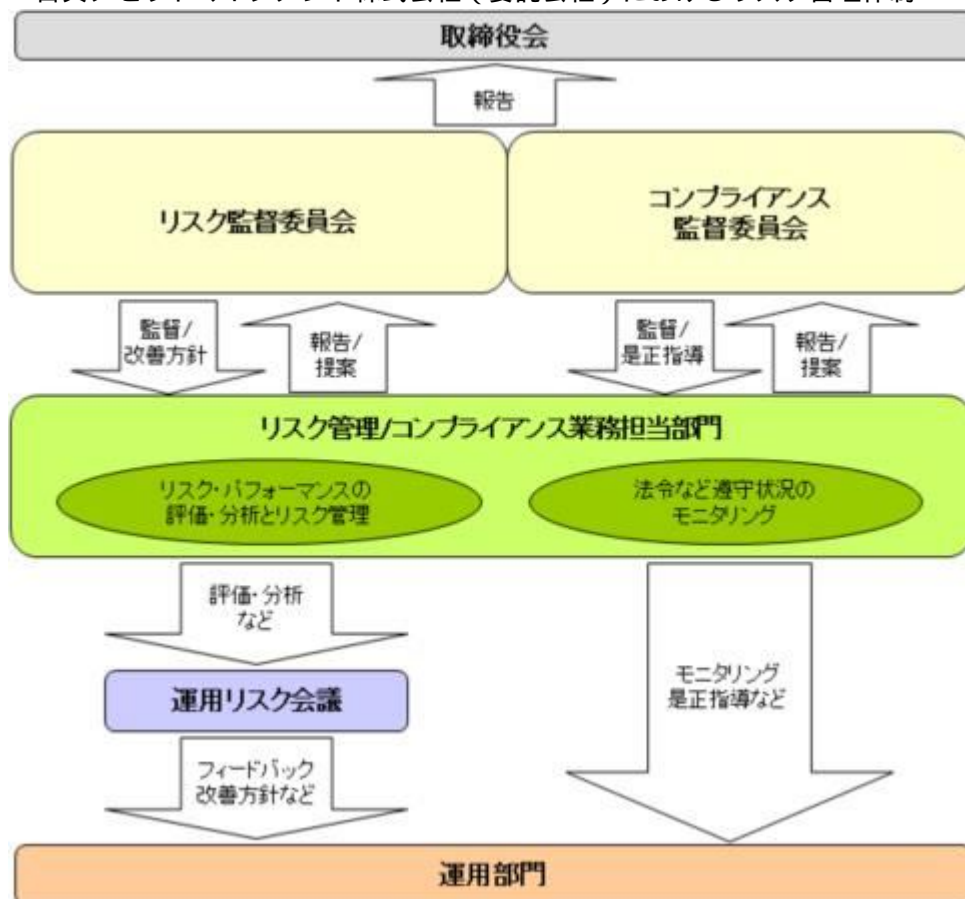 取締役会
報告
リスク監督委員会
コンプライアンス
監督委員会
監督/
改善方針
報告/
提案
監督/
是正指導
報告/
提案
リスク管理/コンプライアンス業務担当部門
リスク・パフォーマンスの
評価・分析とリスク管理
法令など遵守状況の
モニタリング
評価・分析
など
運用リスク会議
モニタリング
是正指導など
フィードバック
改善方針など
運用部門